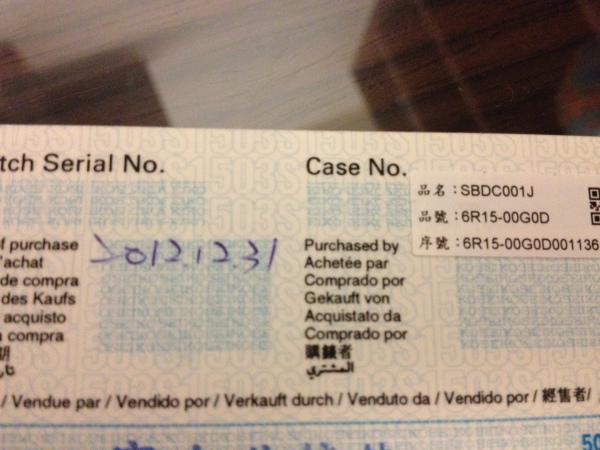 tch Serial No.
Case No.
品名：SBDC001J
品號：6R15-00G0D
序號：6R15-00G0D001136
f purchase
'achat
de compra
des Kaufs
acquisto
compra
期
2012.12.31
Purchased by
Achetée par
Comprado por
Gekauft von
Acquistato da
Comprado por
購錶者
المشتري
/ Vendue par / Vendido por / Verkauft durch / Venduto da / Vendido por / 經售者/
50